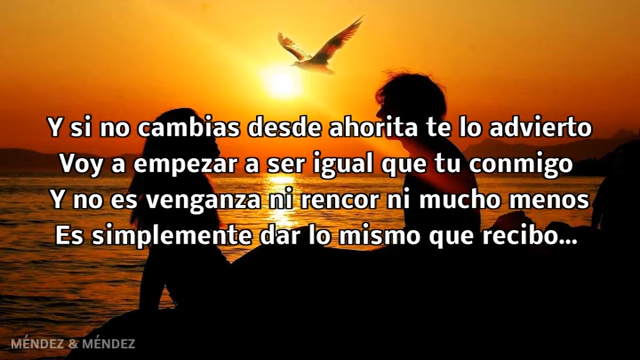 Y si no cambias desde ahorita te lo advierto
Voy a empezar a ser igual que tu conmigo
Y no es venganza ni rencor ni mucho menos
Es simplemente dar lo mismo que recibo...
MÉNDEZ & MÉNDEZ